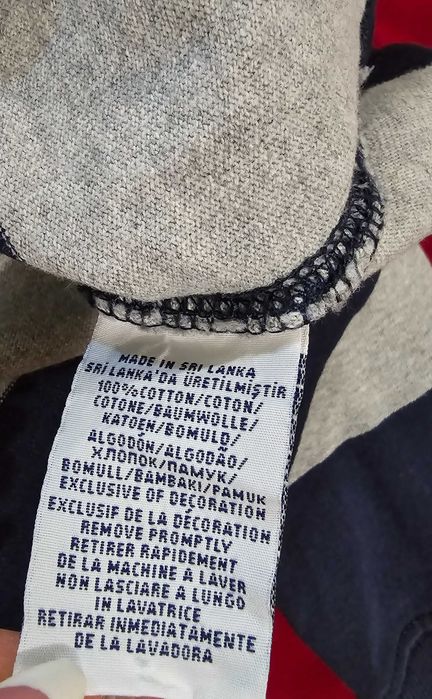 MADE IN SRI LANKA
SRİ LANKA'DA ÜRETİLMİŞTİR
100%COTTON/COTON/
COTONE/BAUMWOLLE/
KATOEN/BOMULD/
ALGODÓN/ALGODÃO/
ХЛОПОК/ПАМУК/
BOMULL/BAMBAKI/PAMUK
EXCLUSIVE OF DECORATION
EXCLUSIF DE LA DÉCORATION
REMOVE PROMPTLY
RETIRER RAPIDEMENT
DE LA MACHINE À LAVER
NON LASCIARE A LUNGO
IN LAVATRICE
RETIRAR INMEDIATAMENTE
DE LA LAVADORA